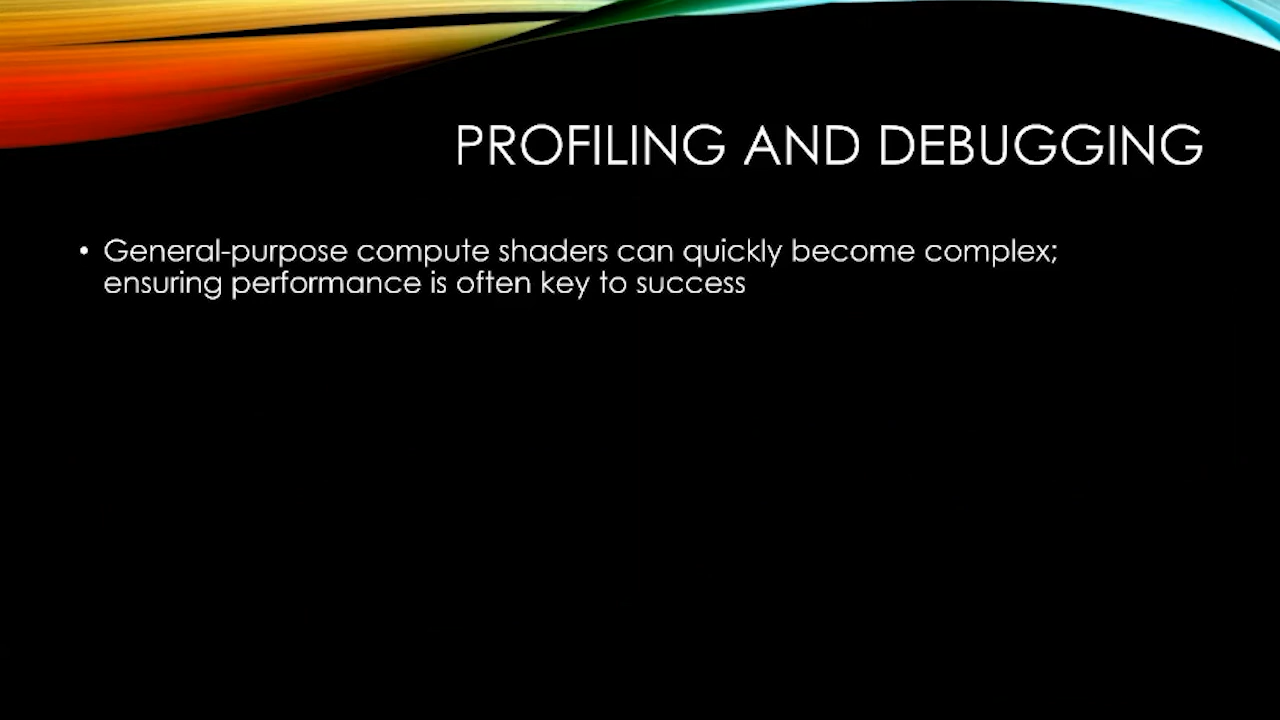 PROFILING AND DEBUGGING
• General-purpose compute shaders can quickly become complex;
ensuring performance is often key to success